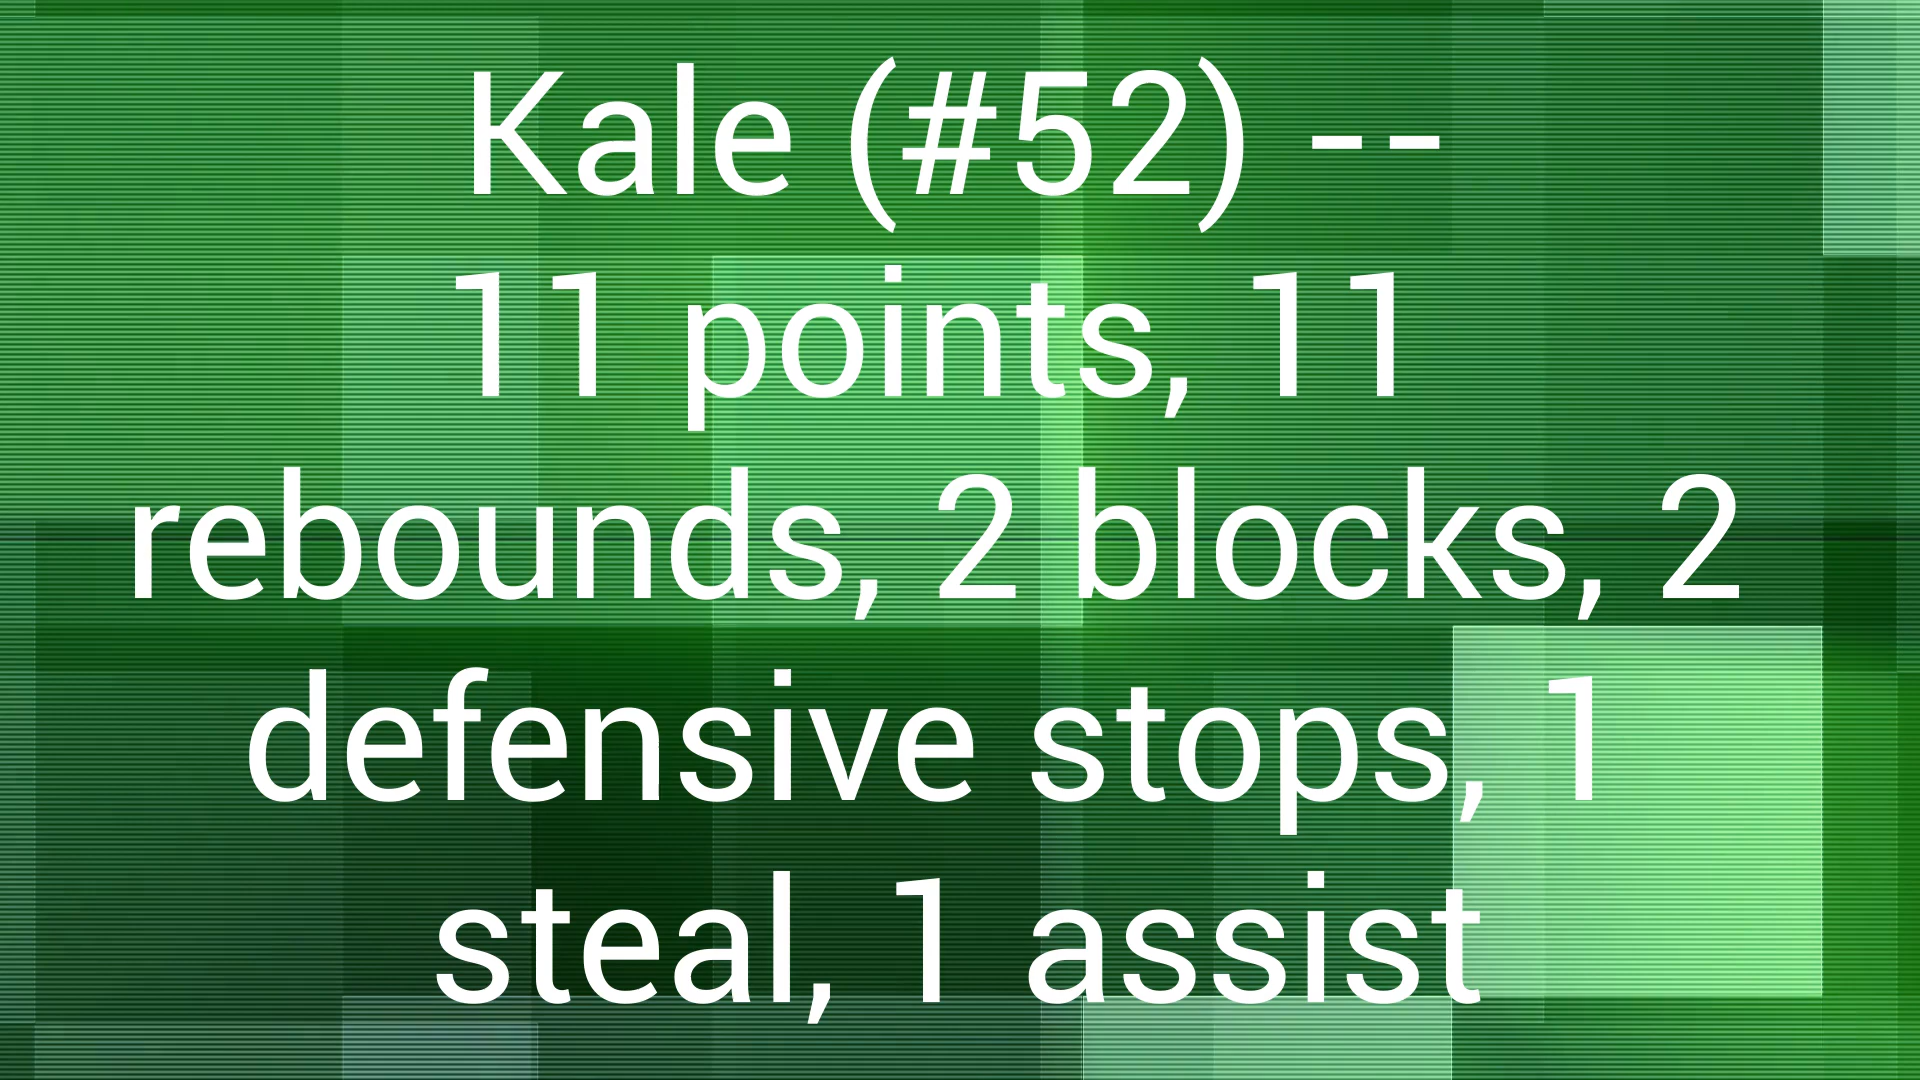 Kale (#52) --
11 points, 11
rebounds, 2 blocks, 2
defensive stops, 1
steal, 1 assist